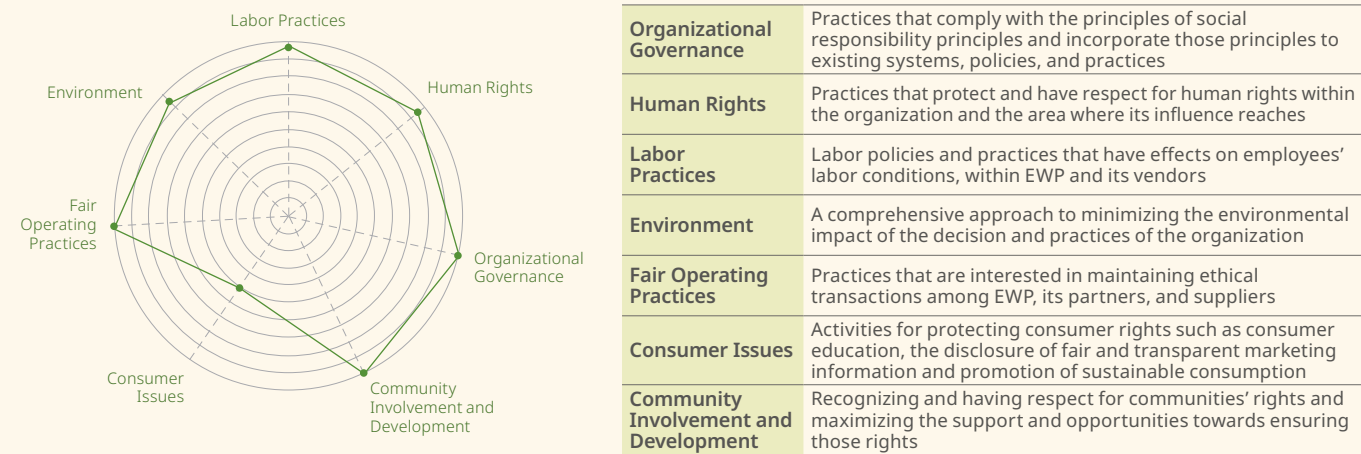 Labor Practices
Human Rights
Environment
Fair
Operating
Practices
Organizational
Governance
Consumer
Issues
Community
Involvement and
Development
Organizational
Governance
Practices that comply with the principles of social
responsibility principles and incorporate those principles to
existing systems, policies, and practices
Human Rights
Practices that protect and have respect for human rights within
the organization and the area where its influence reaches
Labor
Practices
Labor policies and practices that have effects on employees’
labor conditions, within EWP and its vendors
Environment
A comprehensive approach to minimizing the environmental
impact of the decision and practices of the organization
Fair Operating
Practices
Practices that are interested in maintaining ethical
transactions among EWP, its partners, and suppliers
Consumer Issues
Activities for protecting consumer rights such as consumer
education, the disclosure of fair and transparent marketing
information and promotion of sustainable consumption
Community
Involvement and
Development
Recognizing and having respect for communities’ rights and
maximizing the support and opportunities towards ensuring
those rights